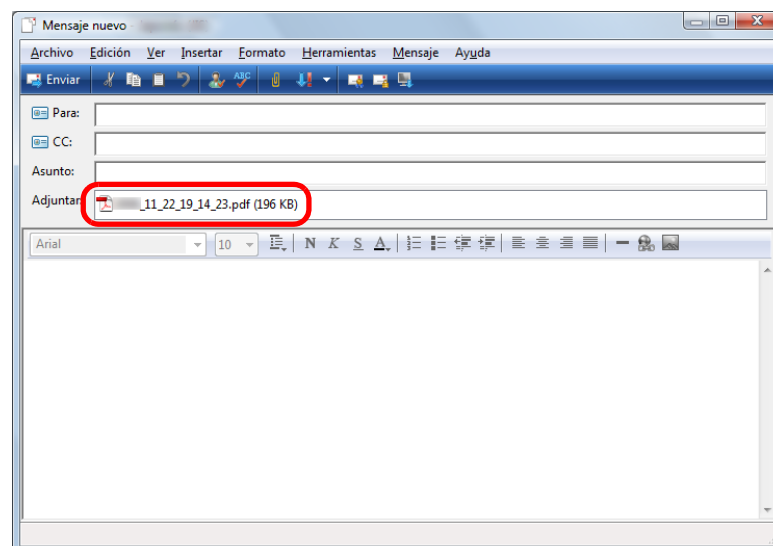 Mensaje nuevo
Archivo Edición Ver Insertar Formato Herramientas Mensaje Ayuda
Enviar ABC
Para:
CC:
Asunto:
Adjuntar: _11_22_19_14_23.pdf (196 KB)
Arial 10 N K S A